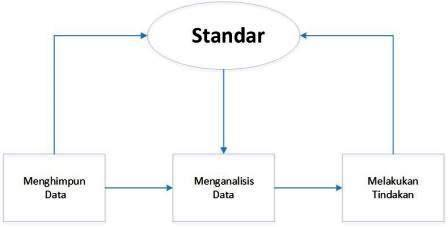 Standar
Menghimpun
Data
Menganalisis
Data
Melakukan
Tindakan